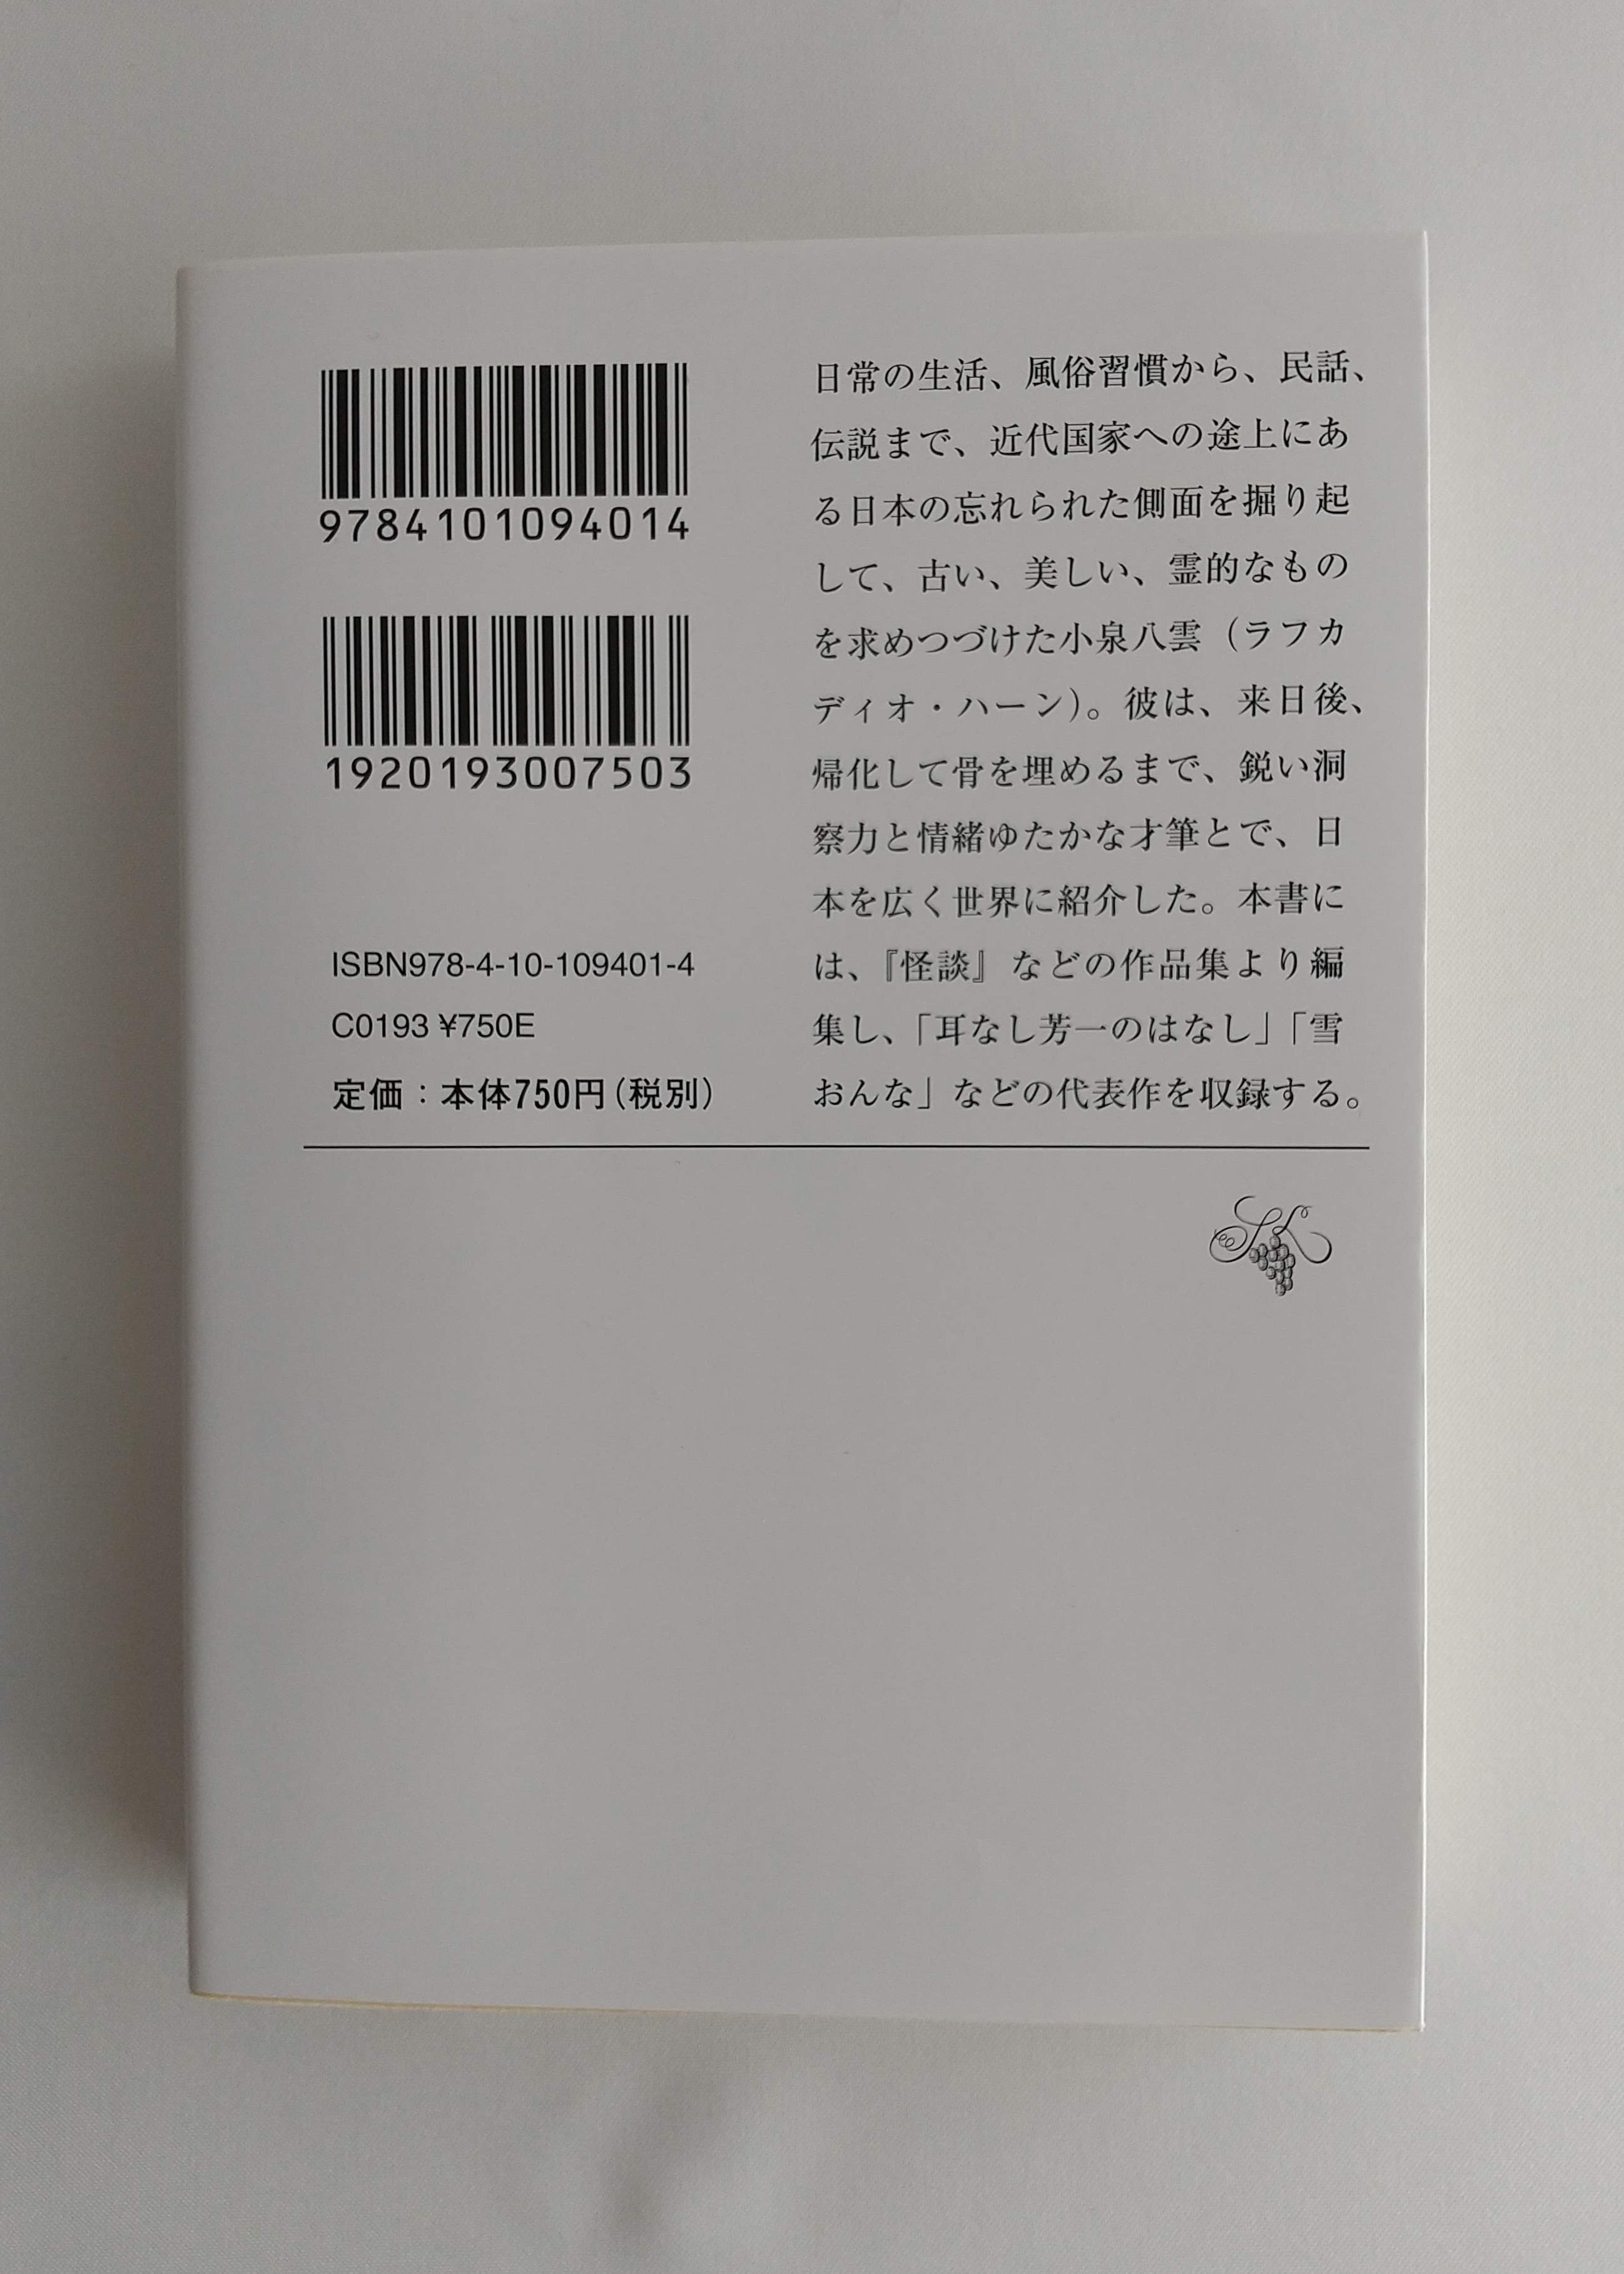 9784101094014
1920193007503
ISBN978-4-10-109401-4
C0193 ¥750E
定価：本体750円（税別）
日常の生活、風俗習慣から、民話、
伝説まで、近代国家への途上にあ
る日本の忘れられた側面を掘り起
して、古い、美しい、霊的なもの
を求めつづけた小泉八雲（ラフカ
ディオ・ハーン）。彼は、来日後、
帰化して骨を埋めるまで、鋭い洞
察力と情緒ゆたかな才筆とで、日
本を広く世界に紹介した。本書に
は、『怪談』などの作品集より編
集し、「耳なし芳一のはなし」「雪
おんな」などの代表作を収録する。
SK